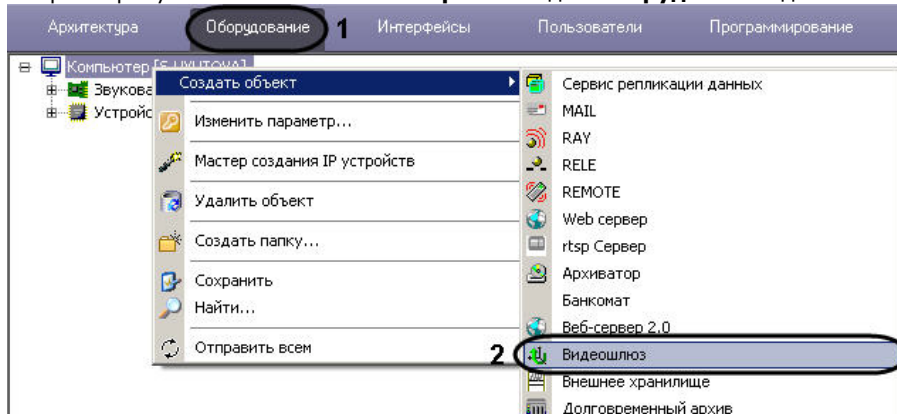 Архитектура Оборудование 1 Интерфейсы Пользователи Программирование
Компьютер
Звукова
Устройс
Создать объект
Изменить параметр...
Мастер создания IP устройств
Удалить объект
Создать папку...
Сохранить
Найти...
Отправить всем
Сервис репликации данных
MAIL
RAY
RELE
REMOTE
Web сервер
rtsp Сервер
Архиватор
Банкомат
Веб-сервер 2.0
2 Видеошлюз
Внешнее хранилище
Долговременный архив